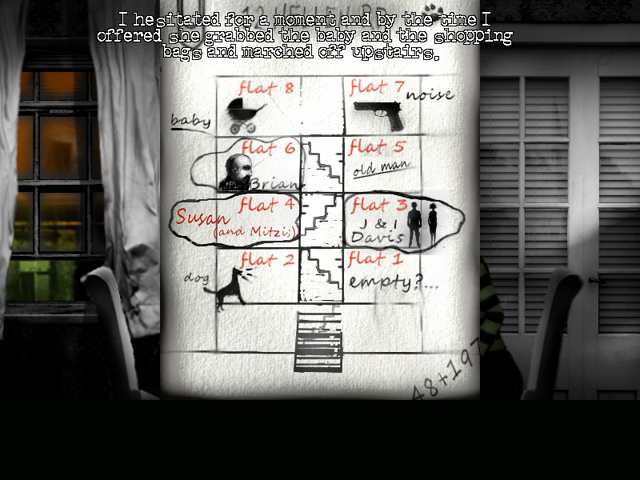 I hesitated for a moment and by the time I
offered she grabbed the baby and the shopping
bags and marched off upstairs.
flat 8
flat 7
noise
baby
flat 6
flat 5
old man
Brian
flat 4
flat 3
Susan
(and Mitzi;)
J & I
Davis
flat 2
flat 1
dog
empty?...
48+197